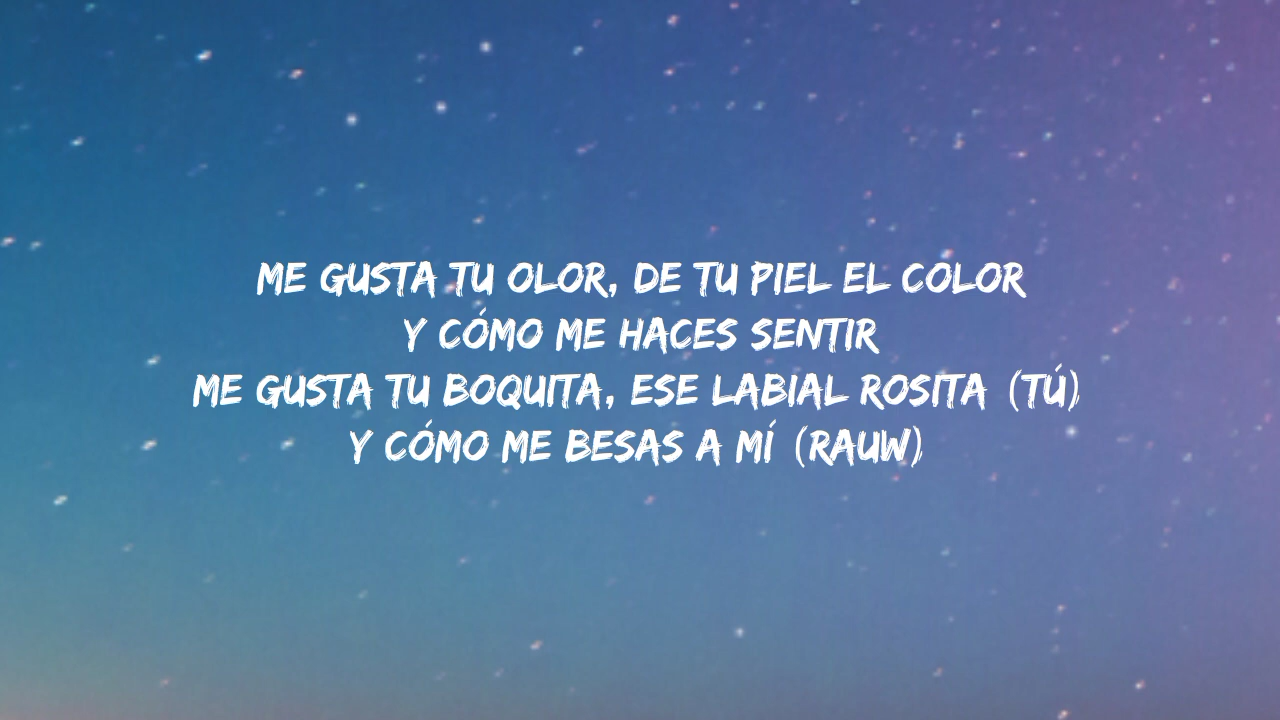 ME GUSTA TU OLOR, DE TU PIEL EL COLOR
Y CÓMO ME HACES SENTIR
ME GUSTA TU BOQUITA, ESE LABIAL ROSITA (TÚ)
Y CÓMO ME BESAS A MÍ (RAUW)